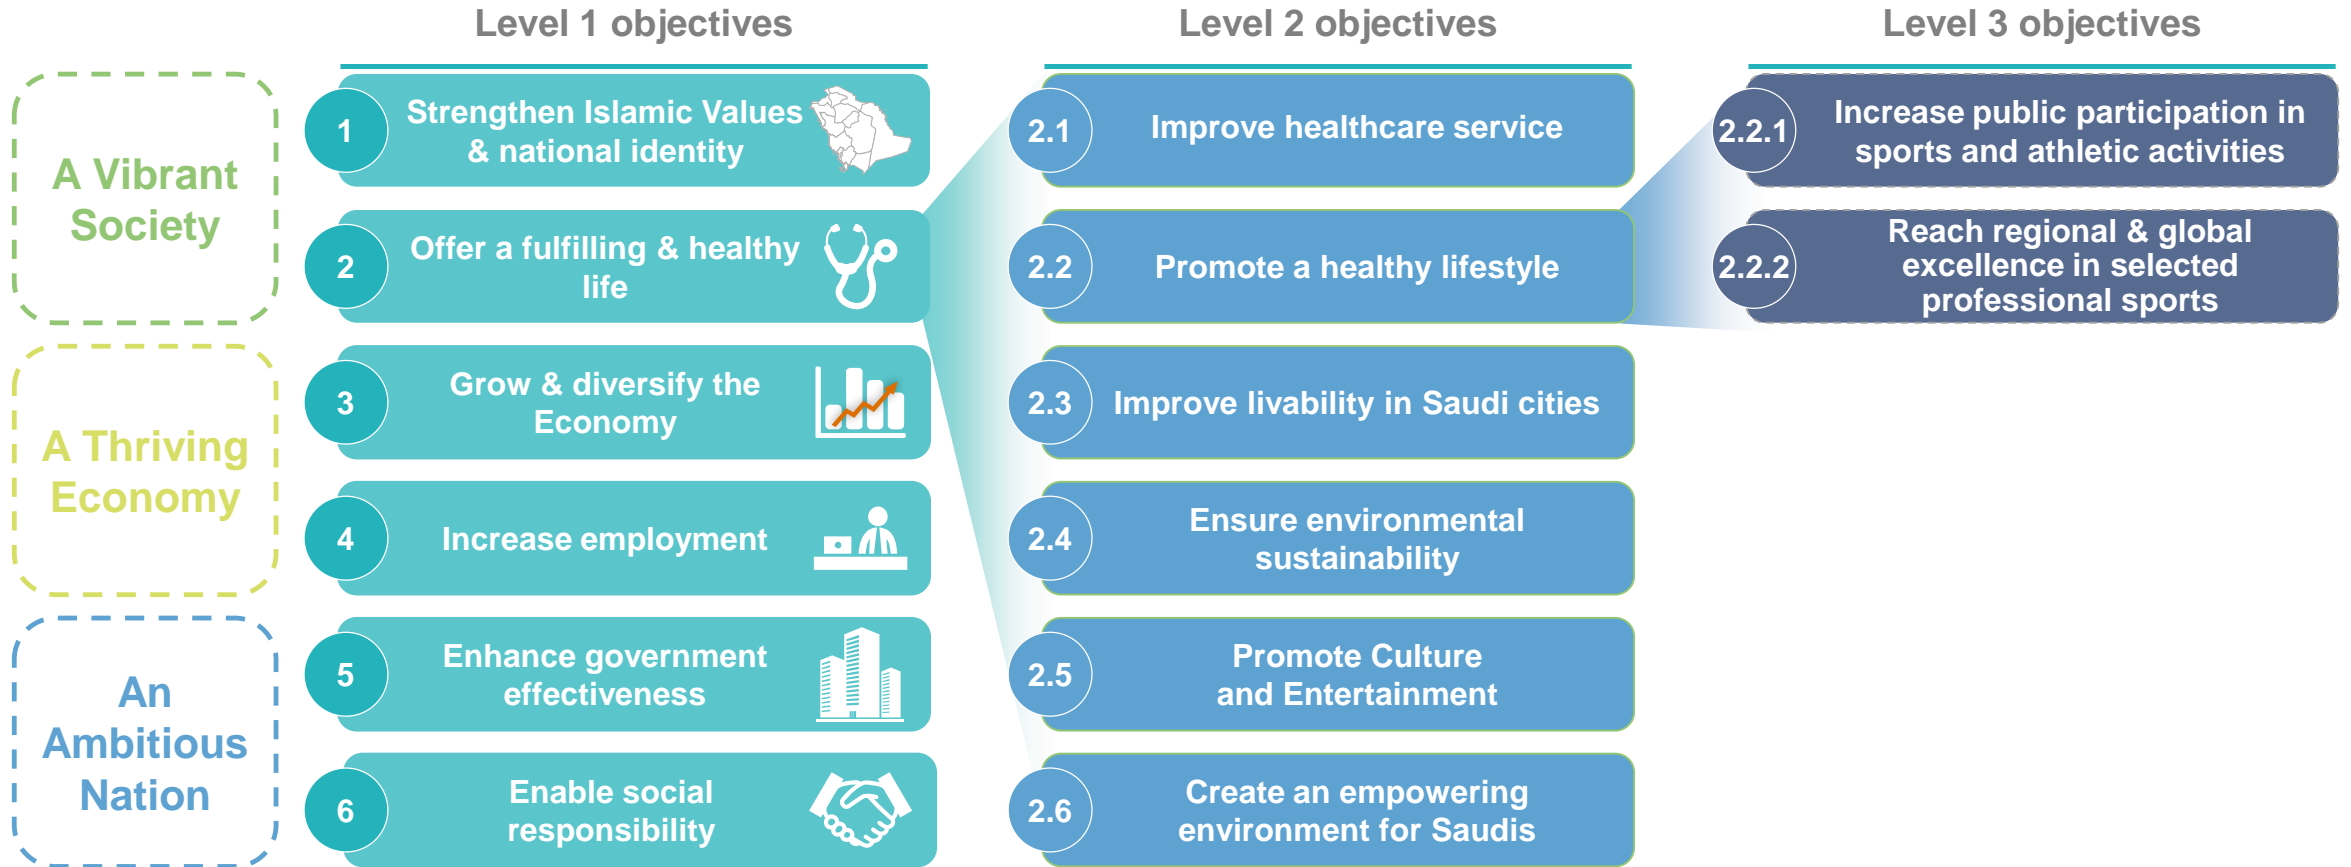 Level 1 objectives
Level 2 objectives
Level 3 objectives
A Vibrant
Society
A Thriving
Economy
An
Ambitious
Nation
1
Strengthen Islamic Values
& national identity
2
Offer a fulfilling & healthy
life
3
Grow & diversify the
Economy
4
Increase employment
5
Enhance government
effectiveness
6
Enable social
responsibility
2.1
Improve healthcare service
2.2
Promote a healthy lifestyle
2.3
Improve livability in Saudi cities
2.4
Ensure environmental
sustainability
2.5
Promote Culture
and Entertainment
2.6
Create an empowering
environment for Saudis
2.2.1
Increase public participation in
sports and athletic activities
2.2.2
Reach regional & global
excellence in selected
professional sports